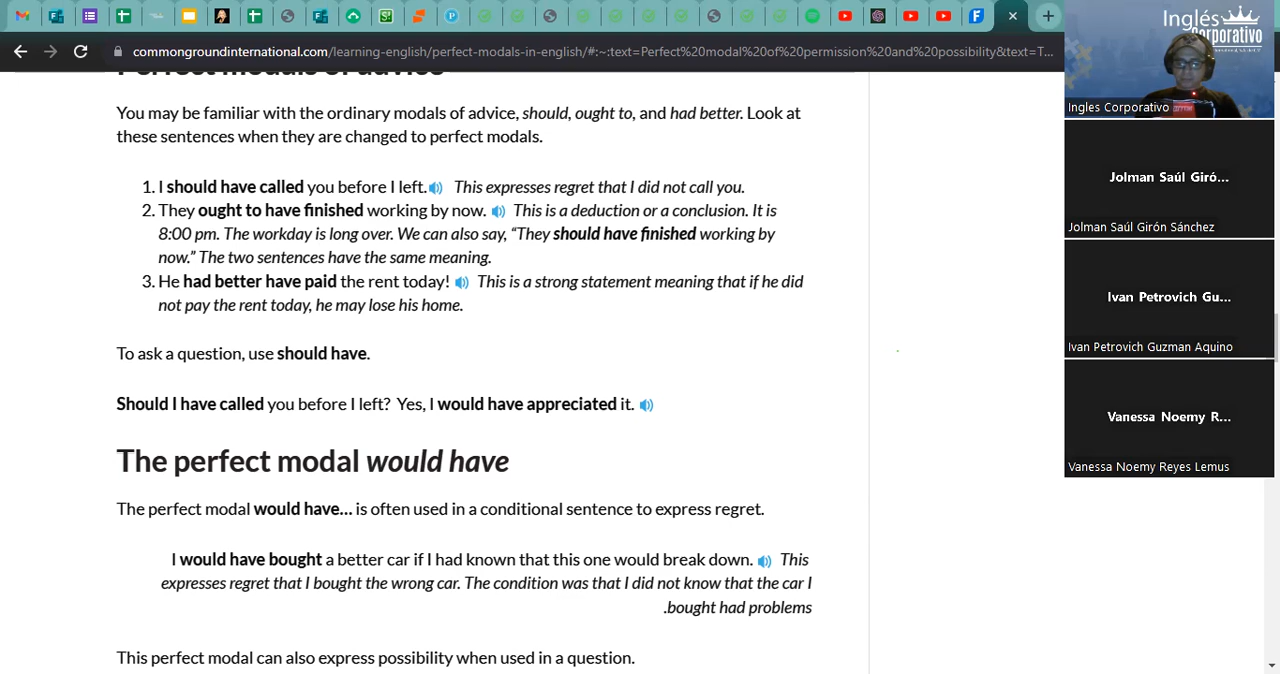 commongroundinternational.com/learning-english/perfect-modals-in-english/#:~:text=Perfect%20modal%20of%20permission%20and%20possibility&text=T...
Perfect modals of advice
You may be familiar with the ordinary modals of advice, should, ought to, and had better. Look at
these sentences when they are changed to perfect modals.
1. I should have called you before I left. This expresses regret that I did not call you.
2. They ought to have finished working by now. This is a deduction or a conclusion. It is
8:00 pm. The workday is long over. We can also say, “They should have finished working by
now.” The two sentences have the same meaning.
3. He had better have paid the rent today! This is a strong statement meaning that if he did
not pay the rent today, he may lose his home.
To ask a question, use should have.
Should I have called you before I left? Yes, I would have appreciated it.
The perfect modal would have
The perfect modal would have... is often used in a conditional sentence to express regret.
I would have bought a better car if I had known that this one would break down. This
expresses regret that I bought the wrong car. The condition was that I did not know that the car I
.bought had problems
This perfect modal can also express possibility when used in a question.
Inglés
Corporativo
Ingles Corporativo
Jolman Saúl Giró...
Jolman Saúl Girón Sánchez
Ivan Petrovich Gu...
Ivan Petrovich Guzman Aquino
Vanessa Noemy R...
Vanessa Noemy Reyes Lemus